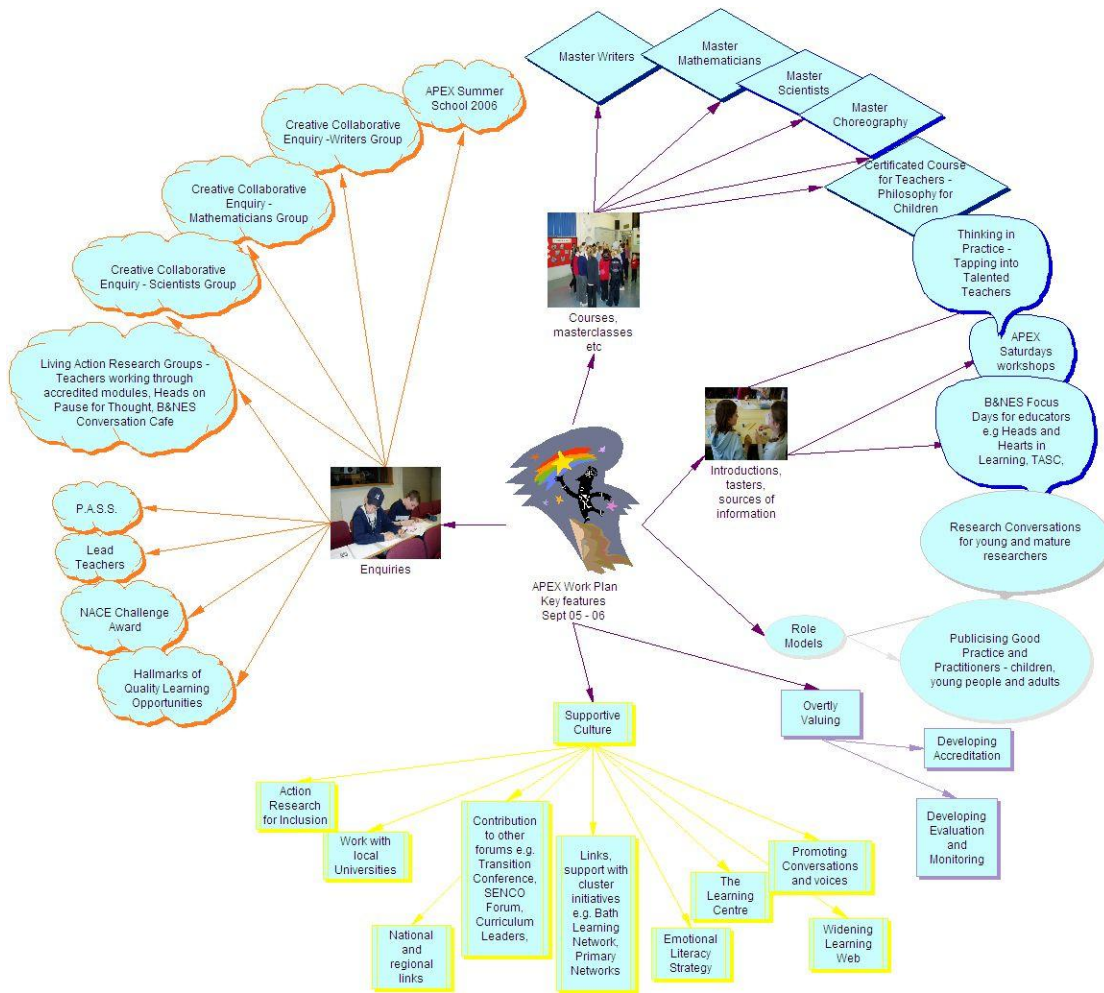 Master Writers
Master
Mathematicians
Master
Scientists
Master
Choreography
Certificated Course
for Teachers -
Philosophy for
Children
APEX Summer
School 2006
Creative Collaborative
Enquiry -Writers Group
Creative Collaborative
Enquiry -
Mathematicians Group
Creative Collaborative
Enquiry - Scientists Group
Living Action Research Groups -
Teachers working through
accredited modules, Heads on
Pause for Thought, B&NES
Conversation Cafe
P.A.S.S.
Lead
Teachers
NACE Challenge
Award
Hallmarks of
Quality Learning
Opportunities
Enquiries
Courses,
masterclasses
etc
Thinking in
Practice -
Tapping into
Talented
Teachers
APEX
Saturdays
workshops
B&NES Focus
Days for educators
e.g Heads and
Hearts in
Learning, TASC,
Introductions,
tasters,
sources of
information
APEX Work Plan
Key features
Sept 05 - 06
Research Conversations
for young and mature
researchers
Role
Models
Publicising Good
Practice and
Practitioners - children,
young people and adults
Overtly
Valuing
Developing
Accreditation
Developing
Evaluation and
Monitoring
Supportive
Culture
Action
Research
for Inclusion
Work with
local
Universities
National
and
regional
links
Contribution
to other
forums e.g.
Transition
Conference,
SENCO
Forum,
Curriculum
Leaders,
Links,
support with
cluster
initiatives
e.g. Bath
Learning
Network,
Primary
Networks
Emotional
Literacy
Strategy
The
Learning
Centre
Promoting
Conversations
and voices
Widening
Learning
Web